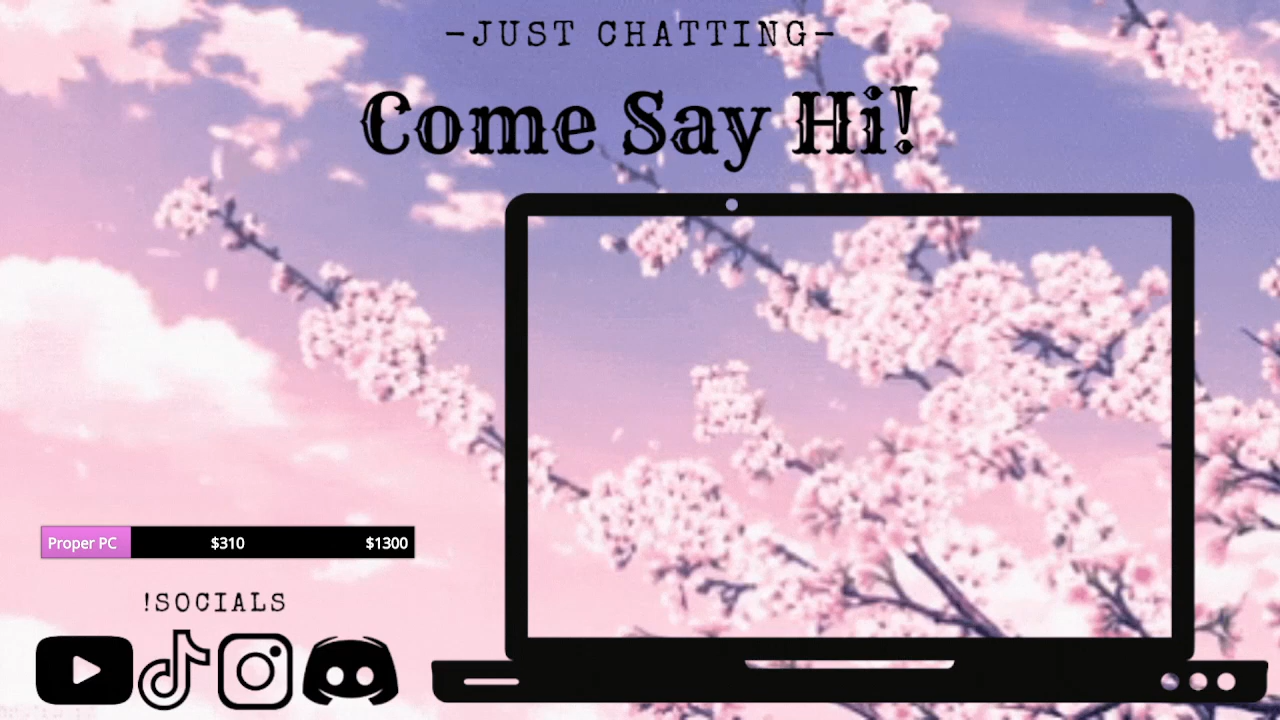 -JUST CHATTING-
Come Say Hi!
Proper PC $310 $1300
!SOCIALS